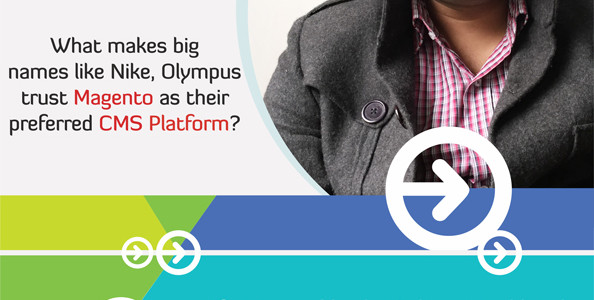 What makes big
names like Nike, Olympus
trust Magento as their
preferred CMS Platform?